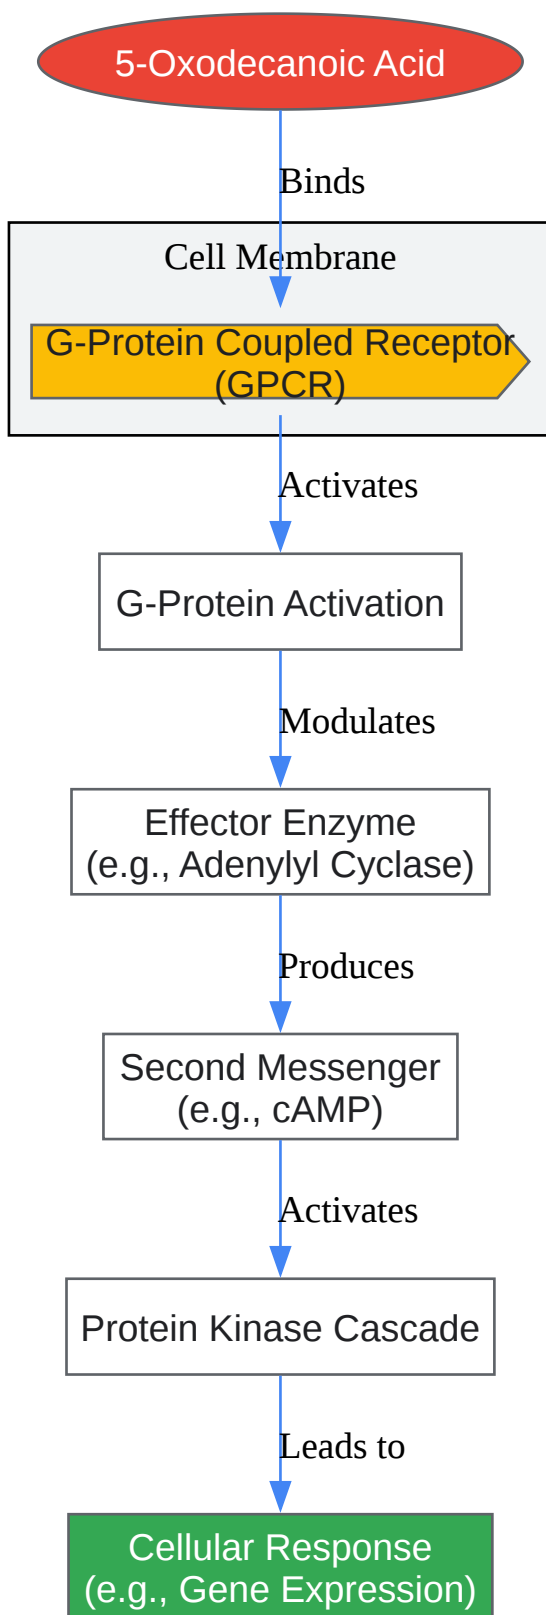 5-Oxodecanoic Acid
Binds
Cell Membrane
G-Protein Coupled Receptor
(GPCR)
Activates
G-Protein Activation
Modulates
Effector Enzyme
(e.g., Adenylyl Cyclase)
Produces
Second Messenger
(e.g., cAMP)
Activates
Protein Kinase Cascade
Leads to
Cellular Response
(e.g., Gene Expression)